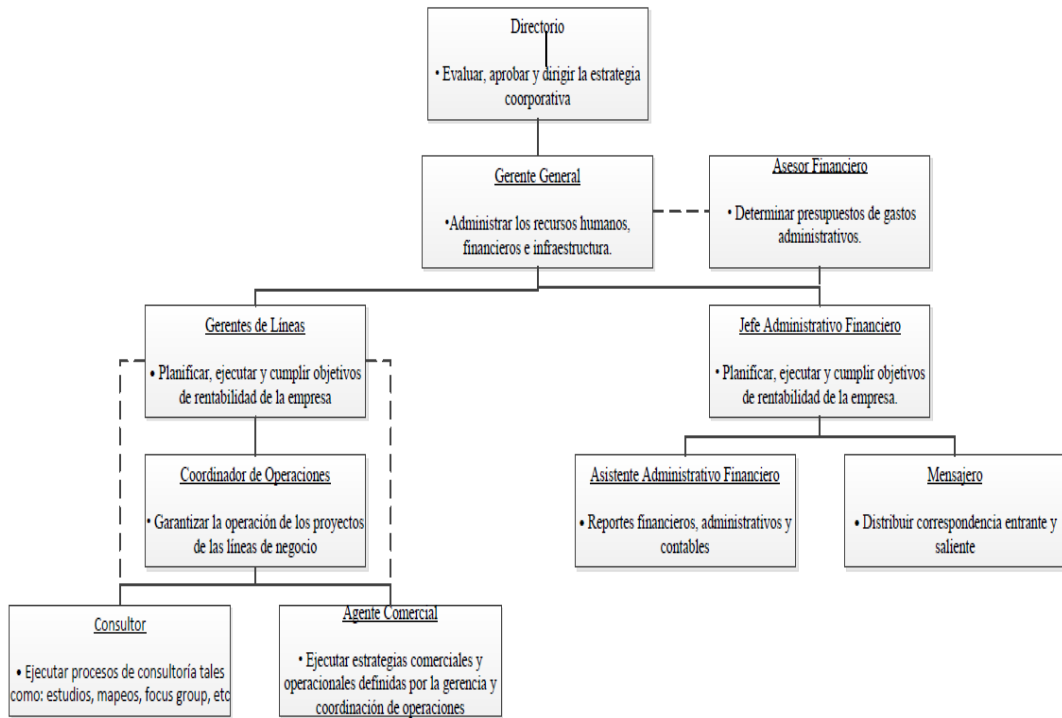 Directorio
• Evaluar, aprobar y dirigir la estrategia
coorporativa
Gerente General
•Administrar los recursos humanos,
financieros e infraestructura.
Asesor Financiero
• Determinar presupuestos de gastos
administrativos.
Gerentes de Líneas
• Planificar, ejecutar y cumplir objetivos
de rentabilidad de la empresa
Jefe Administrativo Financiero
• Planificar, ejecutar y cumplir objetivos
de rentabilidad de la empresa.
Coordinador de Operaciones
• Garantizar la operación de los proyectos
de las líneas de negocio
Asistente Administrativo Financiero
• Reportes financieros, administrativos y
contables
Mensajero
• Distribuir correspondencia entrante y
saliente
Consultor
• Ejecutar procesos de consultoría tales
como: estudios, mapeos, focus group, etc
Agente Comercial
• Ejecutar estrategias comerciales y
operacionales definidas por la gerencia y
coordinación de operaciones